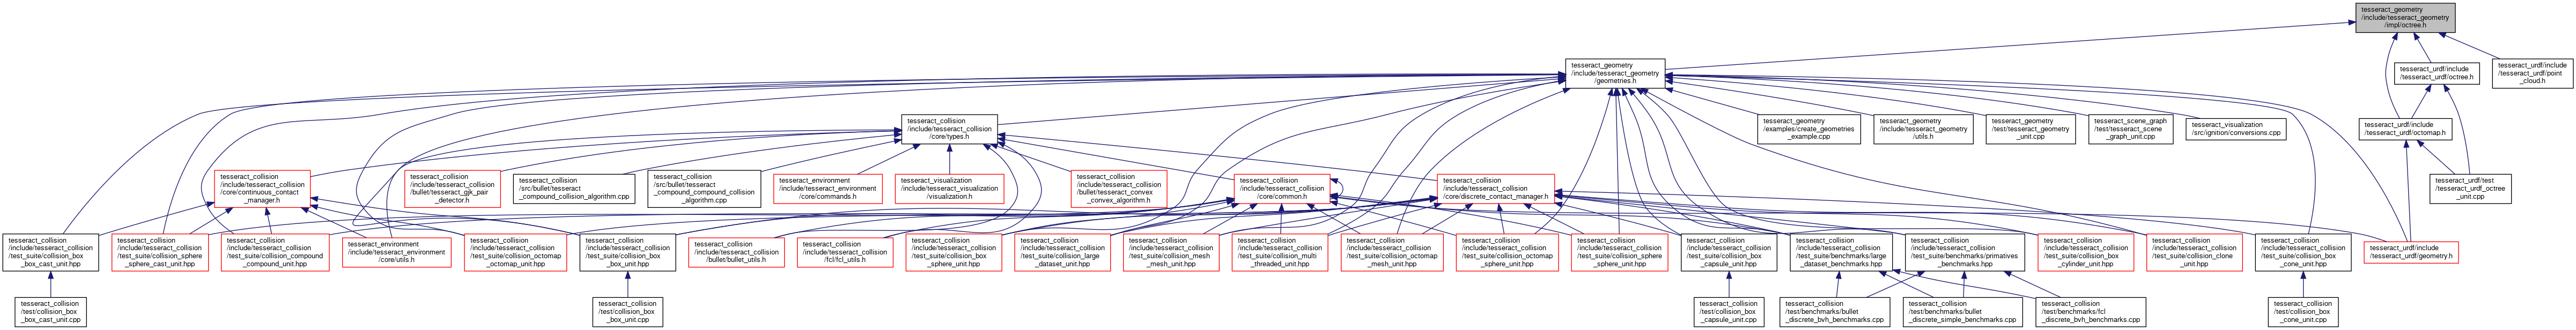 tesseract_geometry
/include/tesseract_geometry
/impl/octree.h
tesseract_geometry
/include/tesseract_geometry
/geometries.h
tesseract_urdf/include
/tesseract_urdf/octree.h
tesseract_urdf/include
/tesseract_urdf/point
_cloud.h
tesseract_collision
/include/tesseract_collision
/core/types.h
tesseract_geometry
/examples/create_geometries
_example.cpp
tesseract_geometry
/include/tesseract_geometry
/utils.h
tesseract_geometry
/test/tesseract_geometry
_unit.cpp
tesseract_scene_graph
/test/tesseract_scene
_graph_unit.cpp
tesseract_visualization
/src/ignition/conversions.cpp
tesseract_urdf/include
/tesseract_urdf/octomap.h
tesseract_collision
/include/tesseract_collision
/core/continuous_contact
_manager.h
tesseract_collision
/include/tesseract_collision
/bullet/tesseract_gjk_pair
_detector.h
tesseract_collision
/src/bullet/tesseract
_compound_collision_algorithm.cpp
tesseract_collision
/src/bullet/tesseract
_compound_compound_collision
_algorithm.cpp
tesseract_environment
/include/tesseract_environment
/core/commands.h
tesseract_visualization
/include/tesseract_visualization
/visualization.h
tesseract_collision
/include/tesseract_collision
/bullet/tesseract_convex
_convex_algorithm.h
tesseract_collision
/include/tesseract_collision
/core/common.h
tesseract_collision
/include/tesseract_collision
/core/discrete_contact_manager.h
tesseract_urdf/test
/tesseract_urdf_octree
_unit.cpp
tesseract_collision
/include/tesseract_collision
/test_suite/collision_box
_box_cast_unit.hpp
tesseract_collision
/include/tesseract_collision
/test_suite/collision_sphere
_sphere_cast_unit.hpp
tesseract_collision
/include/tesseract_collision
/test_suite/collision_compound
_compound_unit.hpp
tesseract_environment
/include/tesseract_environment
/core/utils.h
tesseract_collision
/include/tesseract_collision
/test_suite/collision_octomap
_octomap_unit.hpp
tesseract_collision
/include/tesseract_collision
/test_suite/collision_box
_box_unit.hpp
tesseract_collision
/include/tesseract_collision
/bullet/bullet_utils.h
tesseract_collision
/include/tesseract_collision
/fcl/fcl_utils.h
tesseract_collision
/include/tesseract_collision
/test_suite/collision_box
_sphere_unit.hpp
tesseract_collision
/include/tesseract_collision
/test_suite/collision_large
_dataset_unit.hpp
tesseract_collision
/include/tesseract_collision
/test_suite/collision_mesh
_mesh_unit.hpp
tesseract_collision
/include/tesseract_collision
/test_suite/collision_multi
_threaded_unit.hpp
tesseract_collision
/include/tesseract_collision
/test_suite/collision_octomap
_mesh_unit.hpp
tesseract_collision
/include/tesseract_collision
/test_suite/collision_octomap
_sphere_unit.hpp
tesseract_collision
/include/tesseract_collision
/test_suite/collision_sphere
_sphere_unit.hpp
tesseract_collision
/include/tesseract_collision
/test_suite/collision_box
_capsule_unit.hpp
tesseract_collision
/include/tesseract_collision
/test_suite/benchmarks/large
_dataset_benchmarks.hpp
tesseract_collision
/include/tesseract_collision
/test_suite/benchmarks/primatives
_benchmarks.hpp
tesseract_collision
/include/tesseract_collision
/test_suite/collision_box
_cylinder_unit.hpp
tesseract_collision
/include/tesseract_collision
/test_suite/collision_clone
_unit.hpp
tesseract_collision
/include/tesseract_collision
/test_suite/collision_box
_cone_unit.hpp
tesseract_urdf/include
/tesseract_urdf/geometry.h
tesseract_collision
/test/collision_box
_box_cast_unit.cpp
tesseract_collision
/test/collision_box
_box_unit.cpp
tesseract_collision
/test/collision_box
_capsule_unit.cpp
tesseract_collision
/test/benchmarks/bullet
_discrete_bvh_benchmarks.cpp
tesseract_collision
/test/benchmarks/bullet
_discrete_simple_benchmarks.cpp
tesseract_collision
/test/benchmarks/fcl
_discrete_bvh_benchmarks.cpp
tesseract_collision
/test/collision_box
_cone_unit.cpp